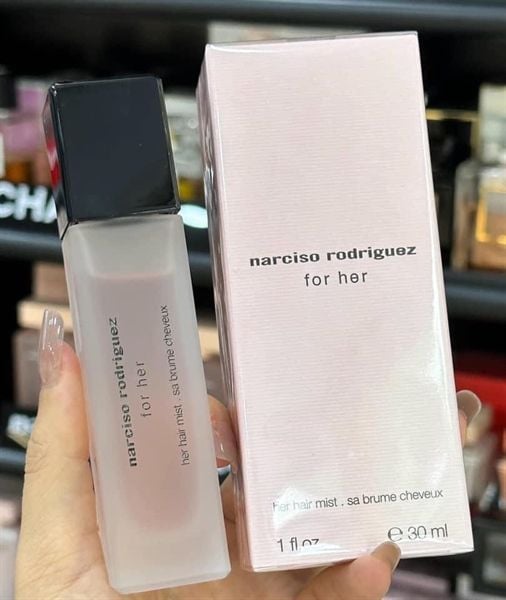 narciso rodriguez
for her
her hair mist . sa brume cheveux
narciso rodriguez
for her
her hair mist . sa brume cheveux
1 fl oz
e 30 ml
CHA